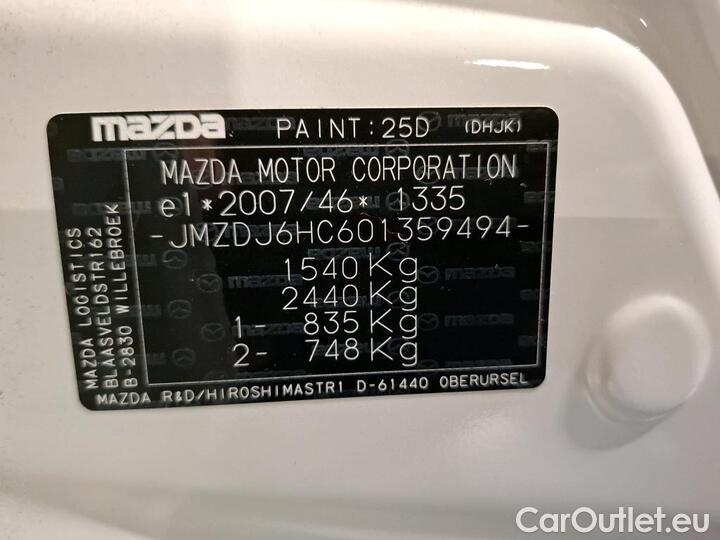 mazda PAINT:25D (DHJK)
MAZDA MOTOR CORPORATION
e1*2007/46*1335
-JMZDJ6HC601359494-
1540Kg
2440Kg
1- 835Kg
2- 748Kg
MAZDA LOGISTICS
BLAASVELDSTR162
B-2830 WILLEBROEK
MAZDA R&D/HIROSHIMASTR1 D-61440 OBERURSEL
CarOutlet.eu